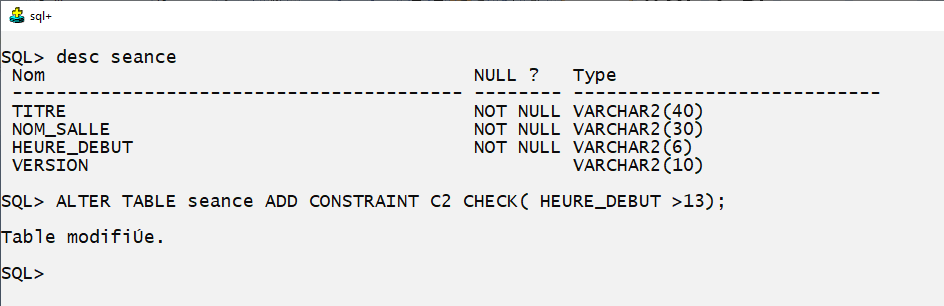 sql+
SQL> desc seance
Nom NULL ? Type
----------------------------------------- -------- ----------------------------
TITRE NOT NULL VARCHAR2(40)
NOM_SALLE NOT NULL VARCHAR2(30)
HEURE_DEBUT NOT NULL VARCHAR2(6)
VERSION VARCHAR2(10)
SQL> ALTER TABLE seance ADD CONSTRAINT C2 CHECK( HEURE_DEBUT >13);
Table modifiÚe.
SQL>